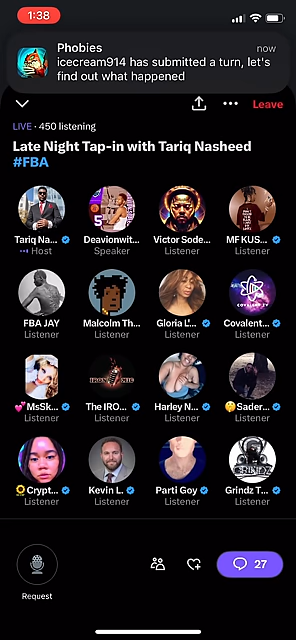 1:38
Phobies
now
icecream914 has submitted a turn, let's
find out what happened
Leave
LIVE · 450 listening
Late Night Tap-in with Tariq Nasheed
#FBA
Tariq Na...
Deavionwit...
Victor Sode...
MF KUS...
Host
Speaker
Listener
Listener
FBA JAY
Malcolm Th...
Gloria L'...
Covalent...
Listener
Listener
Listener
Listener
💕MsSk...
The IRO...
Harley N...
🤫Sader...
Listener
Listener
Listener
Listener
🌻Crypt...
Kevin L.
Parti Goy
Grindz T...
Listener
Listener
Listener
Listener
Request
27